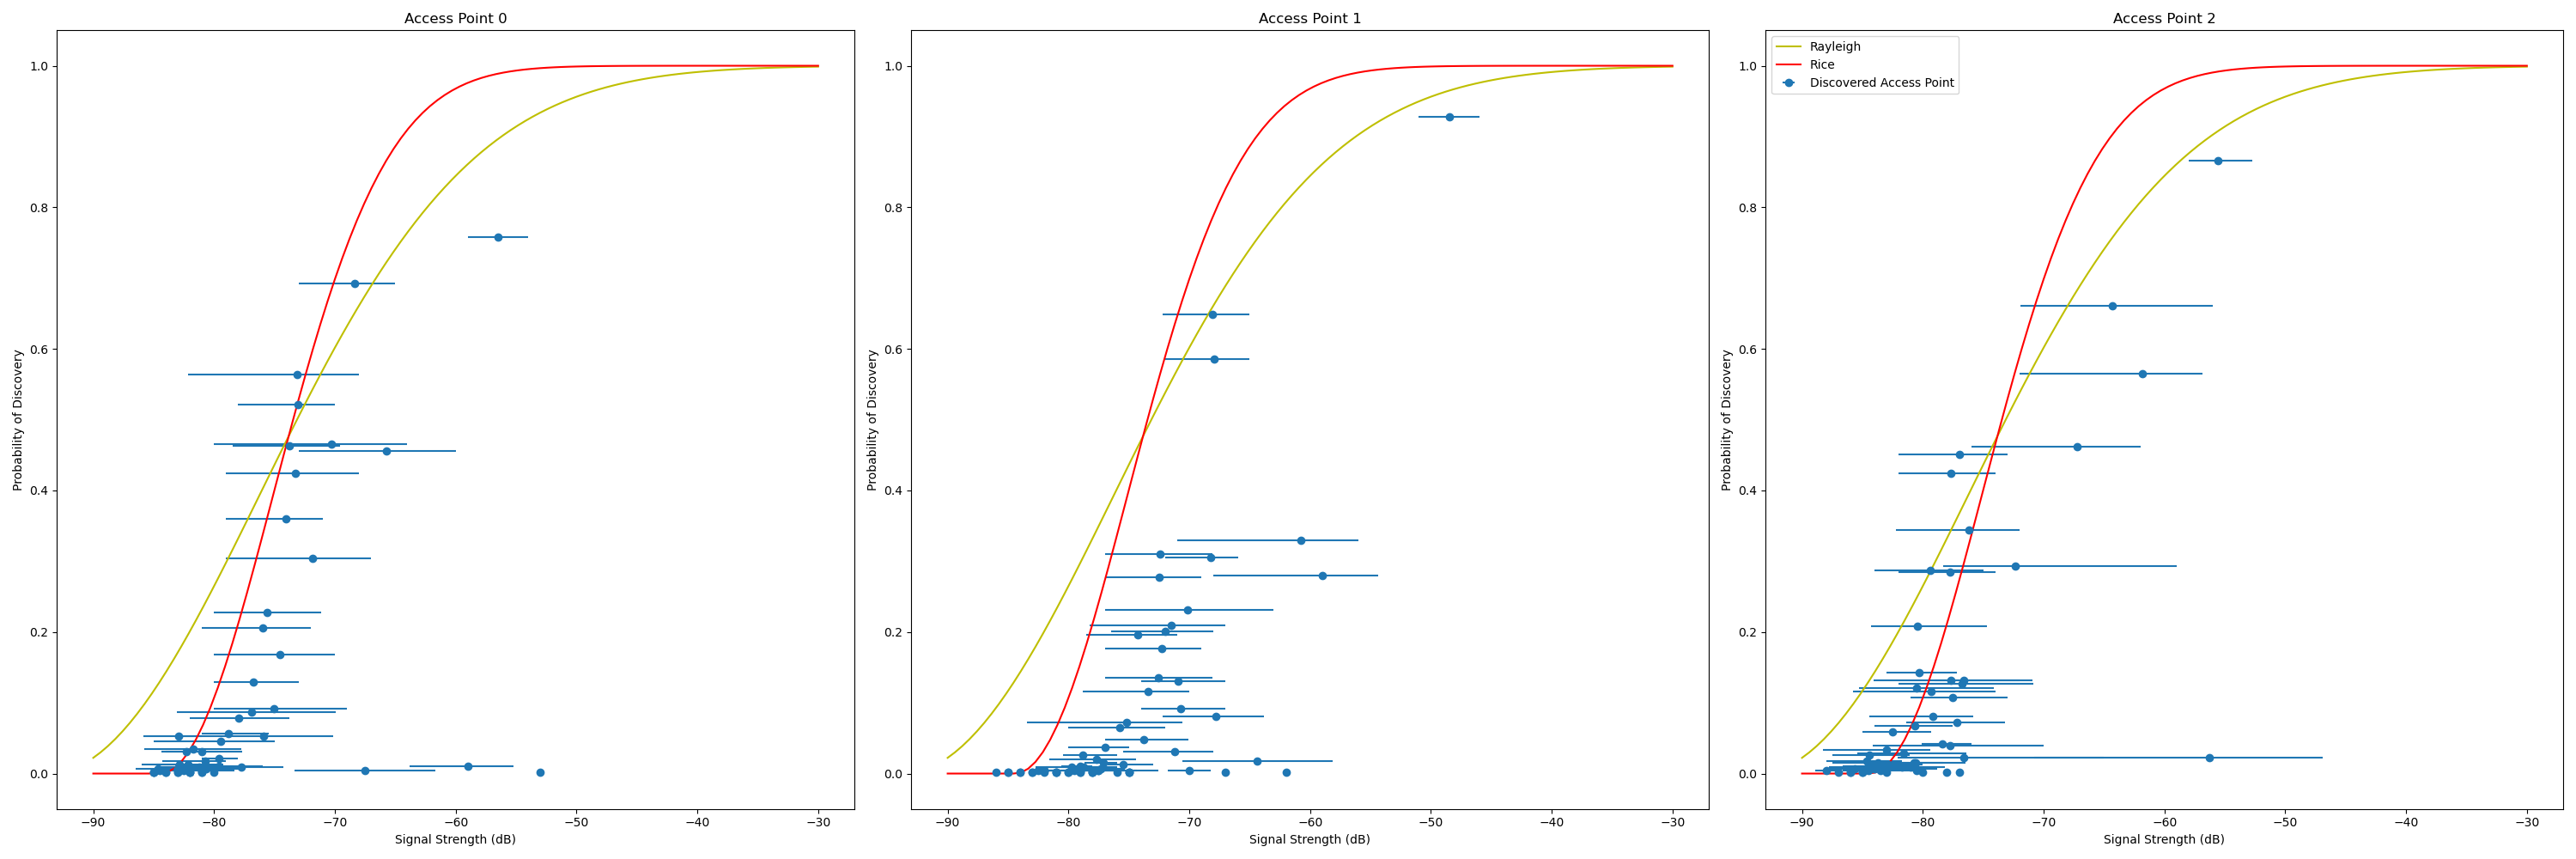 Access Point 0
1.0
0.8
0.6
0.4
0.2
0.0
Probability of Discovery
−90 −80 −70 −60 −50 −40 −30
Signal Strength (dB)
Access Point 1
1.0
0.8
0.6
0.4
0.2
0.0
Probability of Discovery
−90 −80 −70 −60 −50 −40 −30
Signal Strength (dB)
Access Point 2
Rayleigh
Rice
Discovered Access Point
1.0
0.8
0.6
0.4
0.2
0.0
Probability of Discovery
−90 −80 −70 −60 −50 −40 −30
Signal Strength (dB)